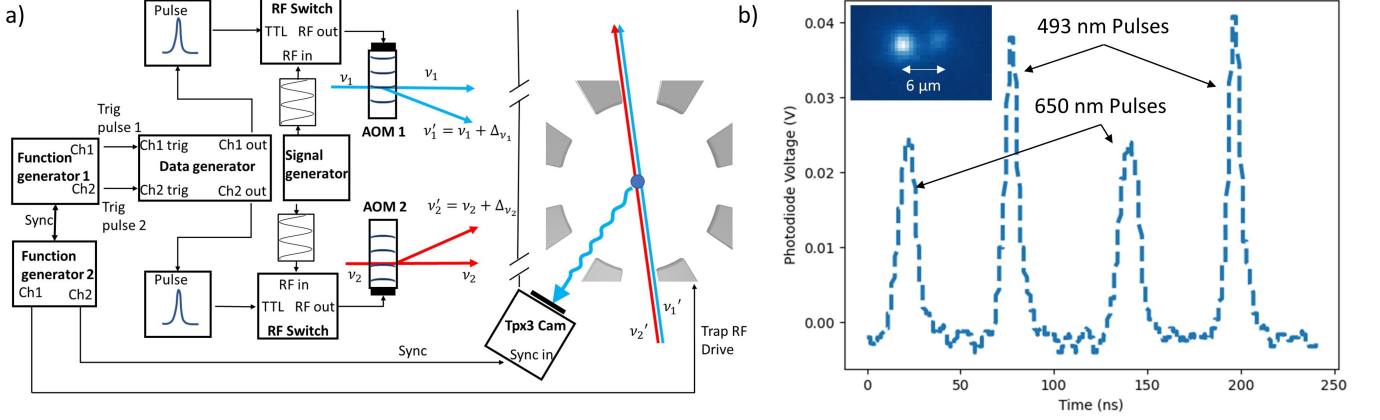 a)
Pulse
RF Switch
TTL RF out
RF in
ν₁
ν₁
AOM 1
ν₁′ = ν₁ + Δ_ν₁
Trig
pulse 1
Ch1
Function
generator 1
Ch2
Ch1 trig
Ch1 out
Data generator
Ch2 trig
Ch2 out
Signal
generator
Sync
Trig
pulse 2
AOM 2
ν₂′ = ν₂ + Δ_ν₂
Function
generator 2
Ch1
Ch2
Pulse
RF in
TTL RF out
RF Switch
ν₂
ν₂
Tpx3 Cam
Sync in
Sync
ν₁′
ν₂′
Trap RF
Drive
b)
6 μm
493 nm Pulses
650 nm Pulses
Photodiode Voltage (V)
0.04
0.03
0.02
0.01
0.00
0
50
100
150
200
250
Time (ns)